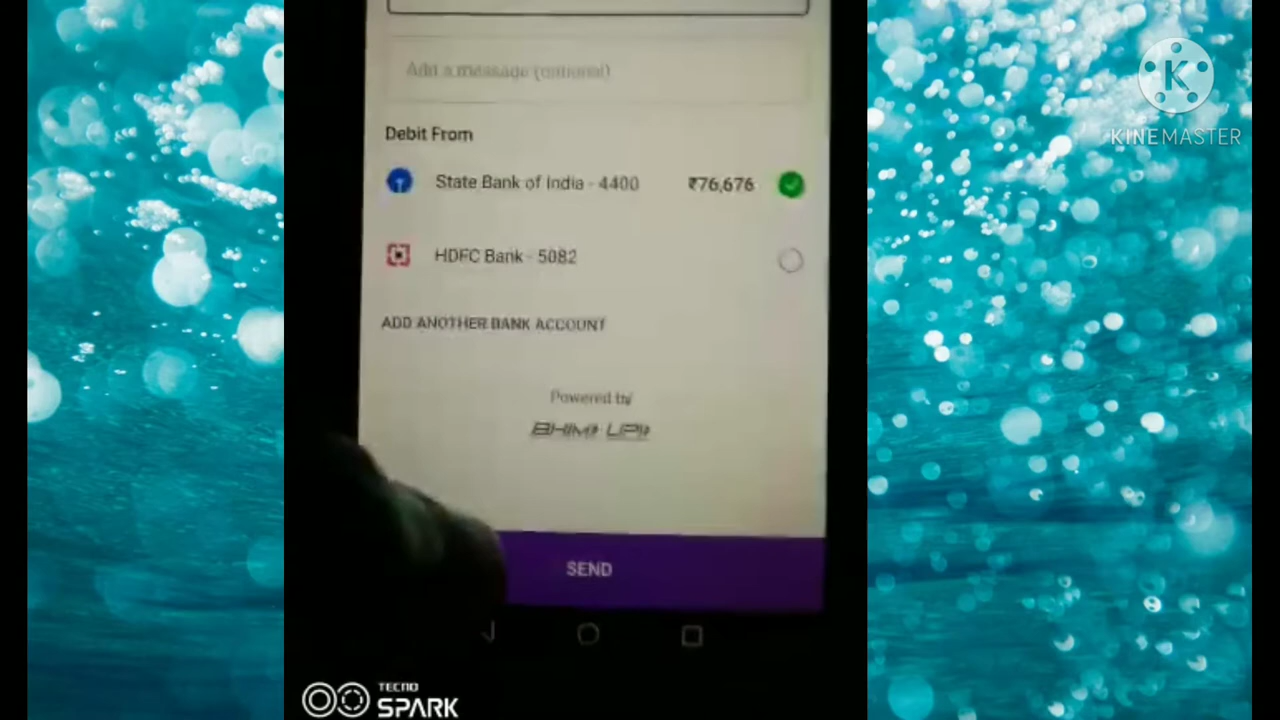 Add a message (optional)
Debit From
State Bank of India - 4400 ₹76,676
HDFC Bank - 5082
ADD ANOTHER BANK ACCOUNT
Powered by
BHIM UPI
SEND
K
KINEMASTER
TECNO
SPARK